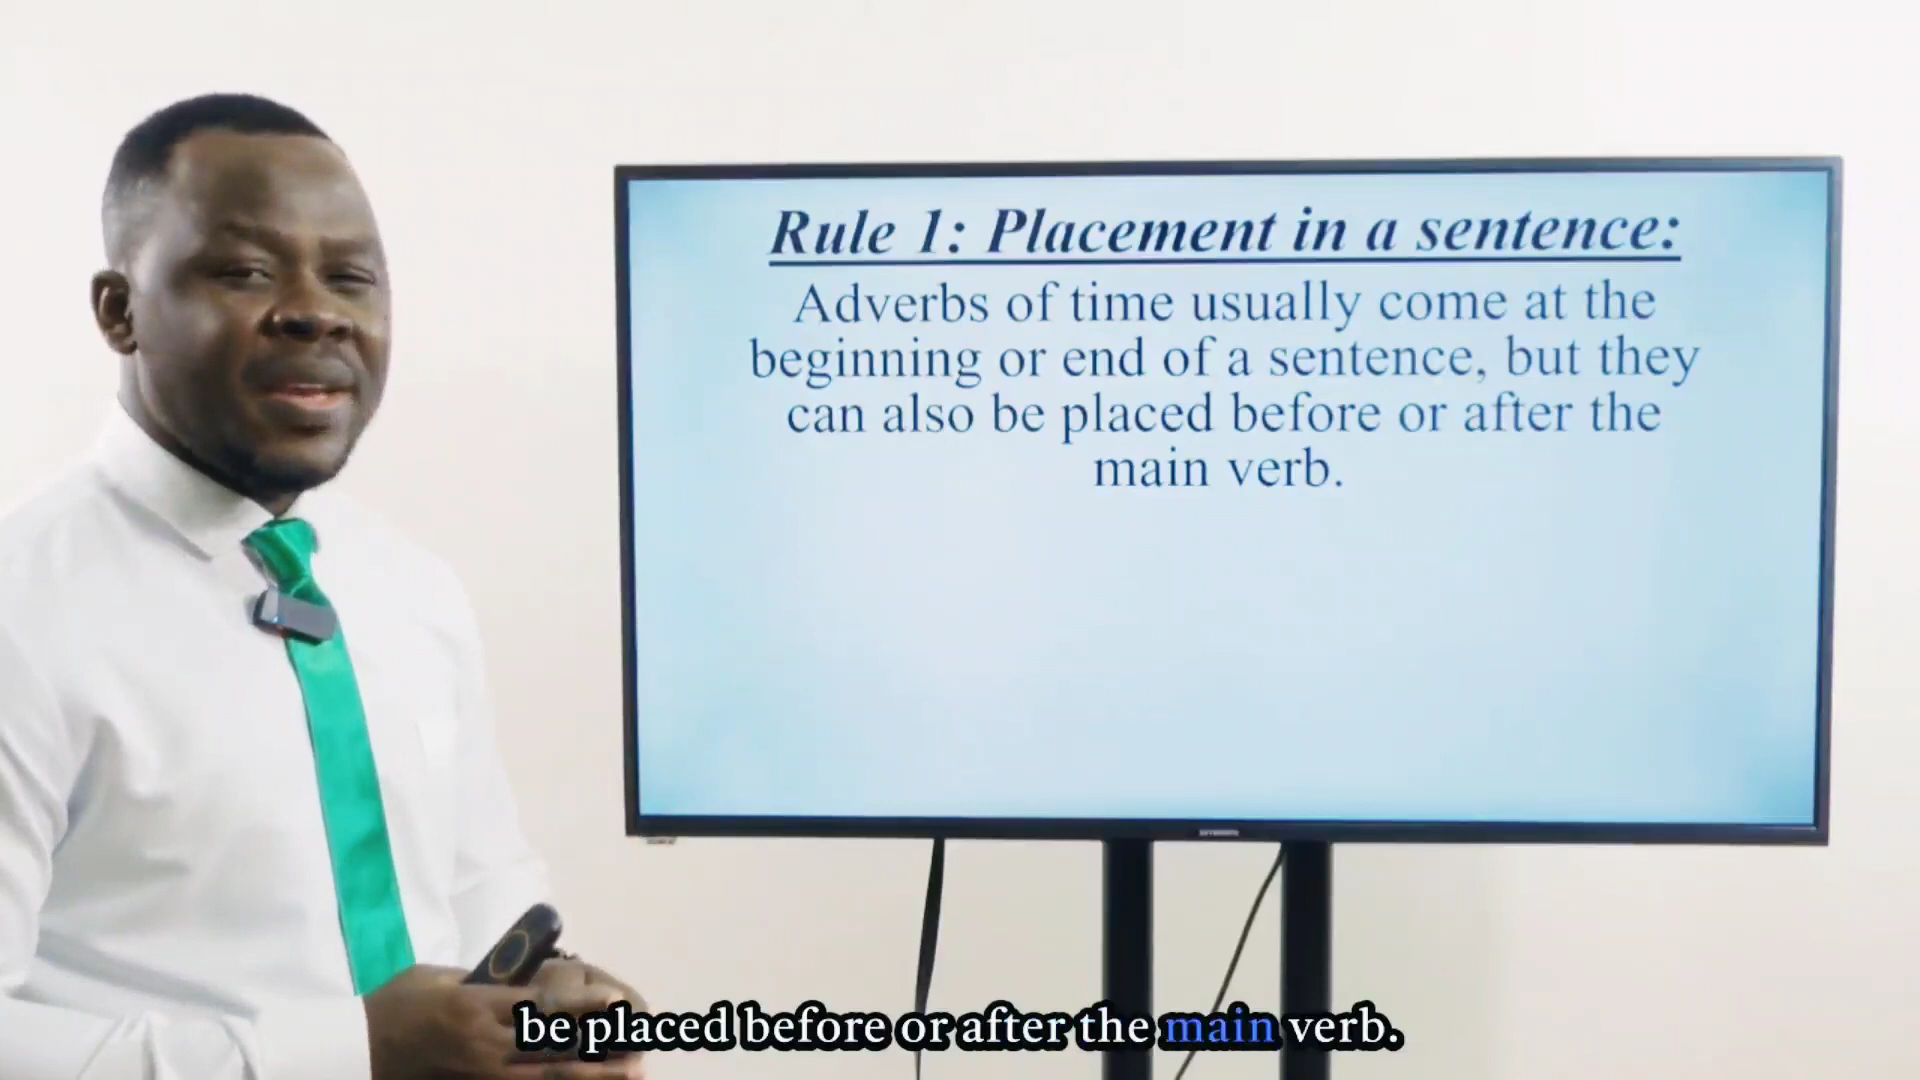 Rule 1: Placement in a sentence:
Adverbs of time usually come at the
beginning or end of a sentence, but they
can also be placed before or after the
main verb.
be placed before or after the main verb.